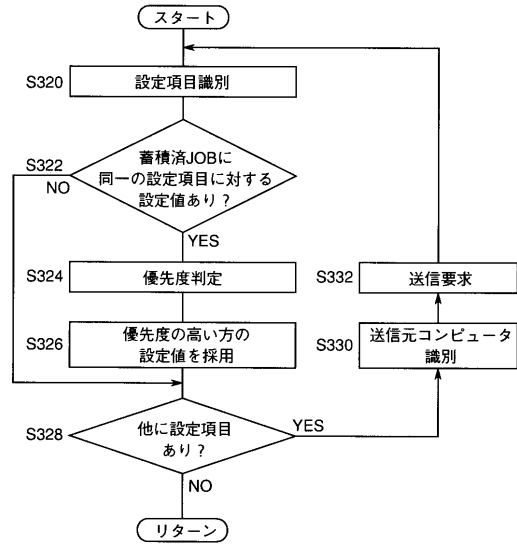 スタート
S320
設定項目識別
S322
蓄積済JOBに
同一の設定項目に対する
設定値あり？
NO
YES
S324
優先度判定
S332
送信要求
S326
優先度の高い方の
設定値を採用
S330
送信元コンピュータ
識別
S328
他に設定項目
あり？
YES
NO
リターン